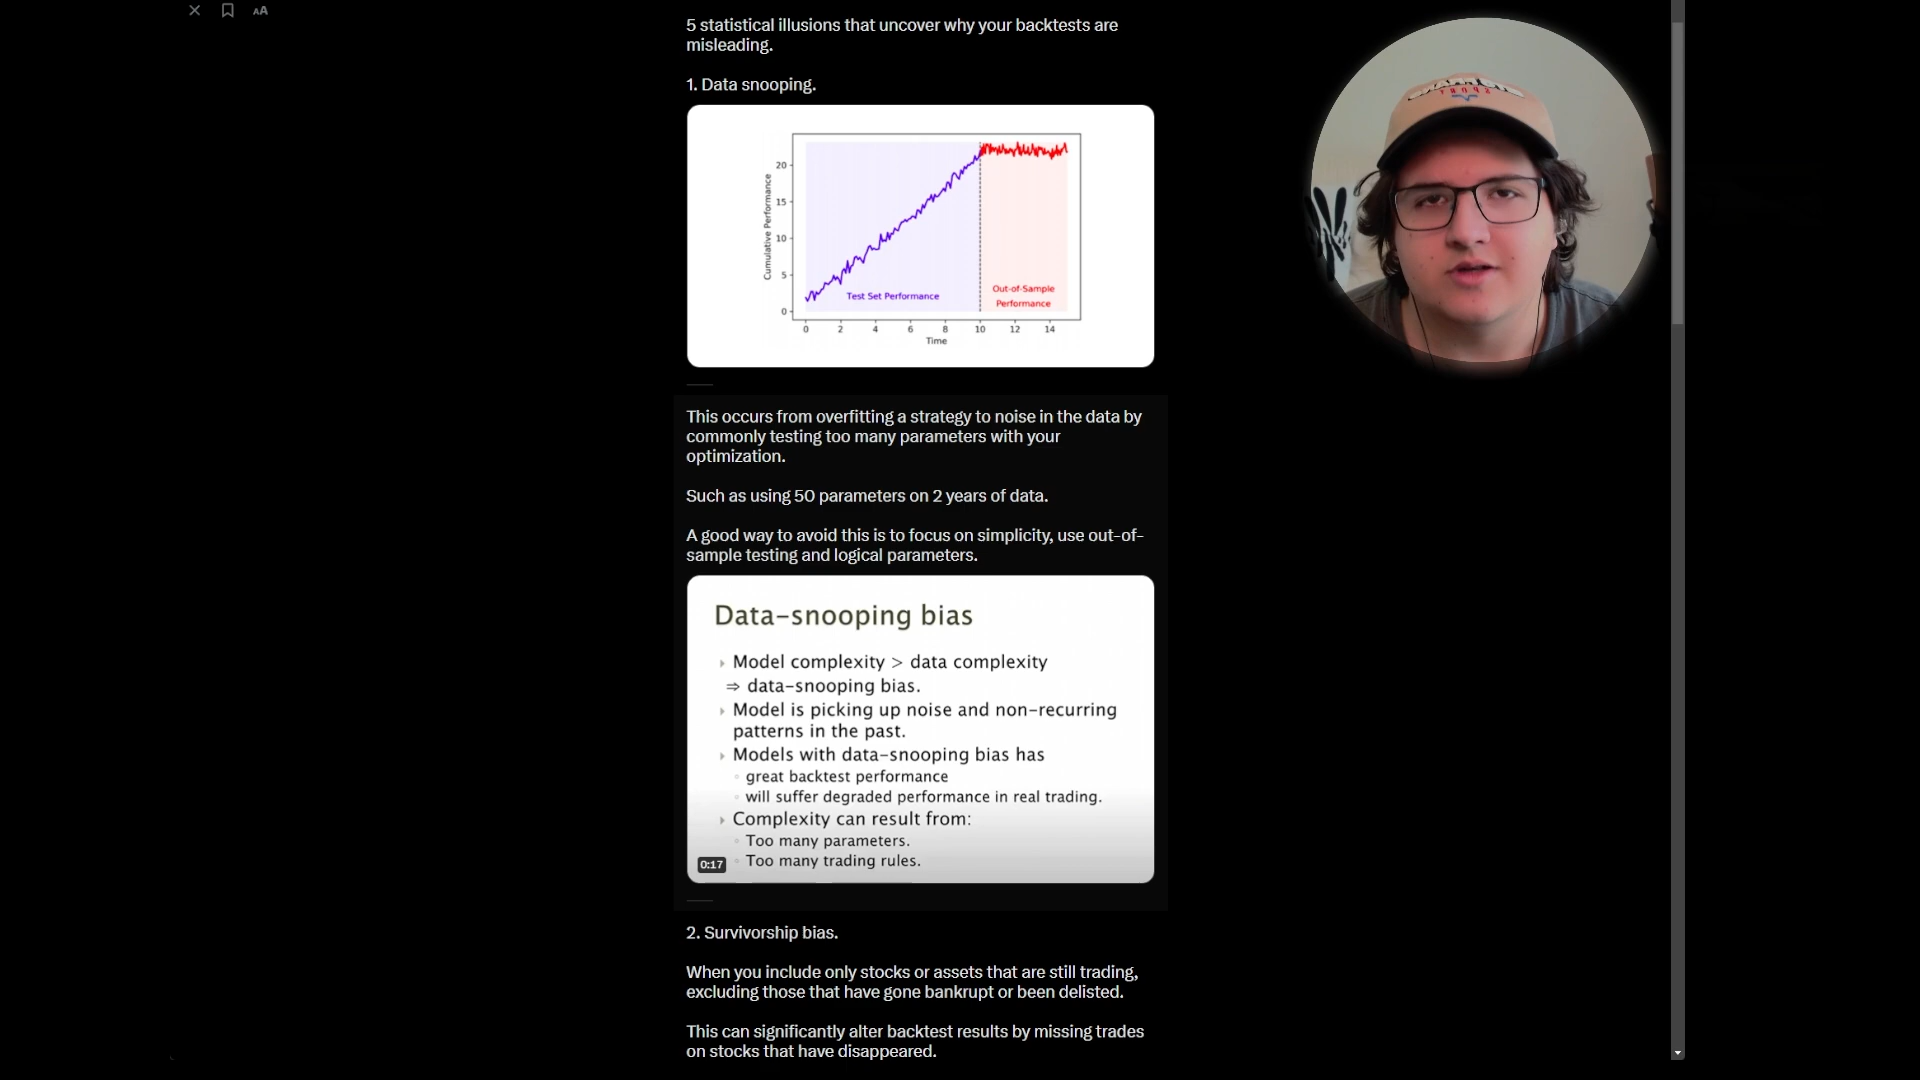 AA
5 statistical illusions that uncover why your backtests are
misleading.
1. Data snooping.
Cumulative Performance
20
15
10
5
0
Test Set Performance
Out-of-Sample
Performance
0 2 4 6 8 10 12 14
Time
This occurs from overfitting a strategy to noise in the data by
commonly testing too many parameters with your
optimization.
Such as using 50 parameters on 2 years of data.
A good way to avoid this is to focus on simplicity, use out-of-
sample testing and logical parameters.
Data-snooping bias
Model complexity > data complexity
⇒ data-snooping bias.
Model is picking up noise and non-recurring
patterns in the past.
Models with data-snooping bias has
great backtest performance
will suffer degraded performance in real trading.
Complexity can result from:
Too many parameters.
Too many trading rules.
0:17
2. Survivorship bias.
When you include only stocks or assets that are still trading,
excluding those that have gone bankrupt or been delisted.
This can significantly alter backtest results by missing trades
on stocks that have disappeared.